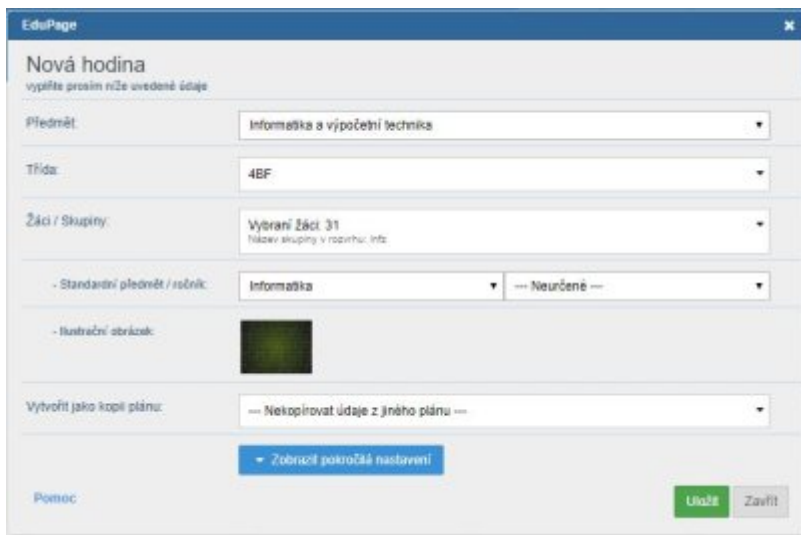 EduPage
Nová hodina
vyplňte prosím níže uvedené údaje
Předmět:
Informatika a výpočetní technika
Třída:
4BF
Žáci / Skupiny:
Vybraní žáci: 31
Název skupiny v rozvrhu: Infz
- Standardní předmět / ročník:
Informatika
--- Neurčené ---
- Ilustrační obrázek:
Vytvořit jako kopii plánu:
--- Nekopírovat údaje z jiného plánu ---
Zobrazit pokročilá nastavení
Pomoc
Uložit
Zavřít